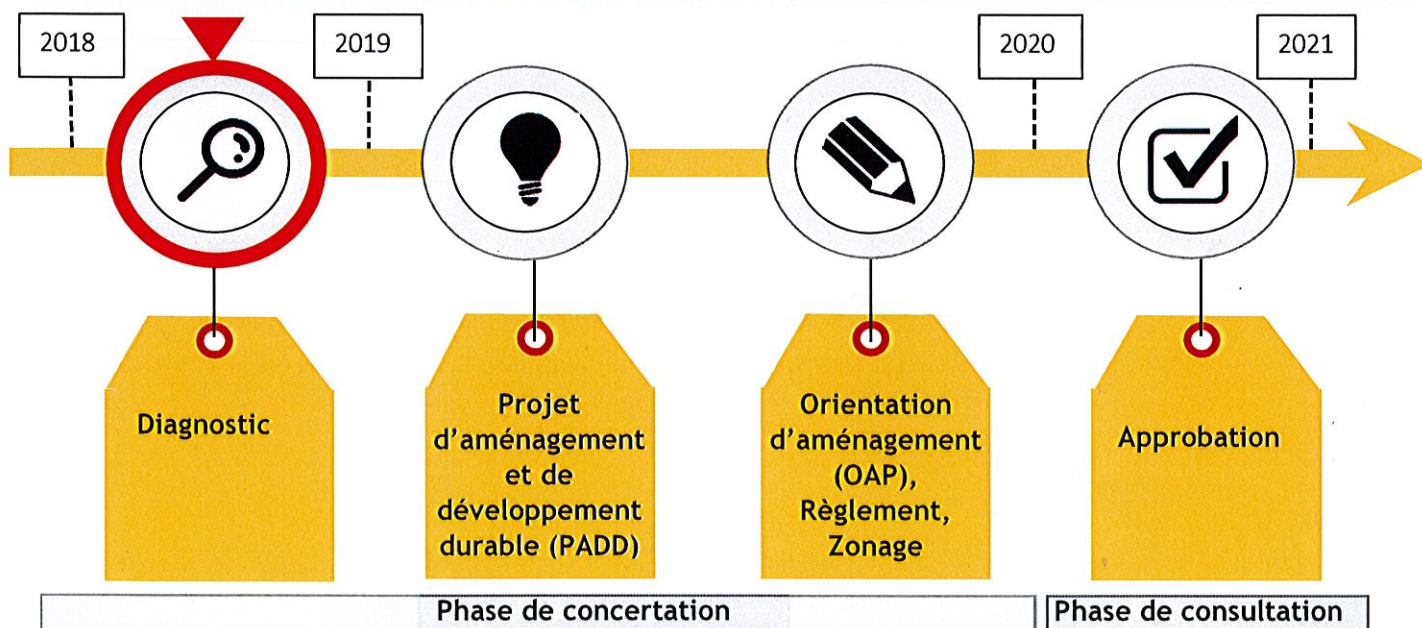 2018
2019
2020
2021
Diagnostic
Projet
d'aménagement
et de
développement
durable (PADD)
Orientation
d'aménagement
(OAP),
Règlement,
Zonage
Approbation
Phase de concertation
Phase de consultation